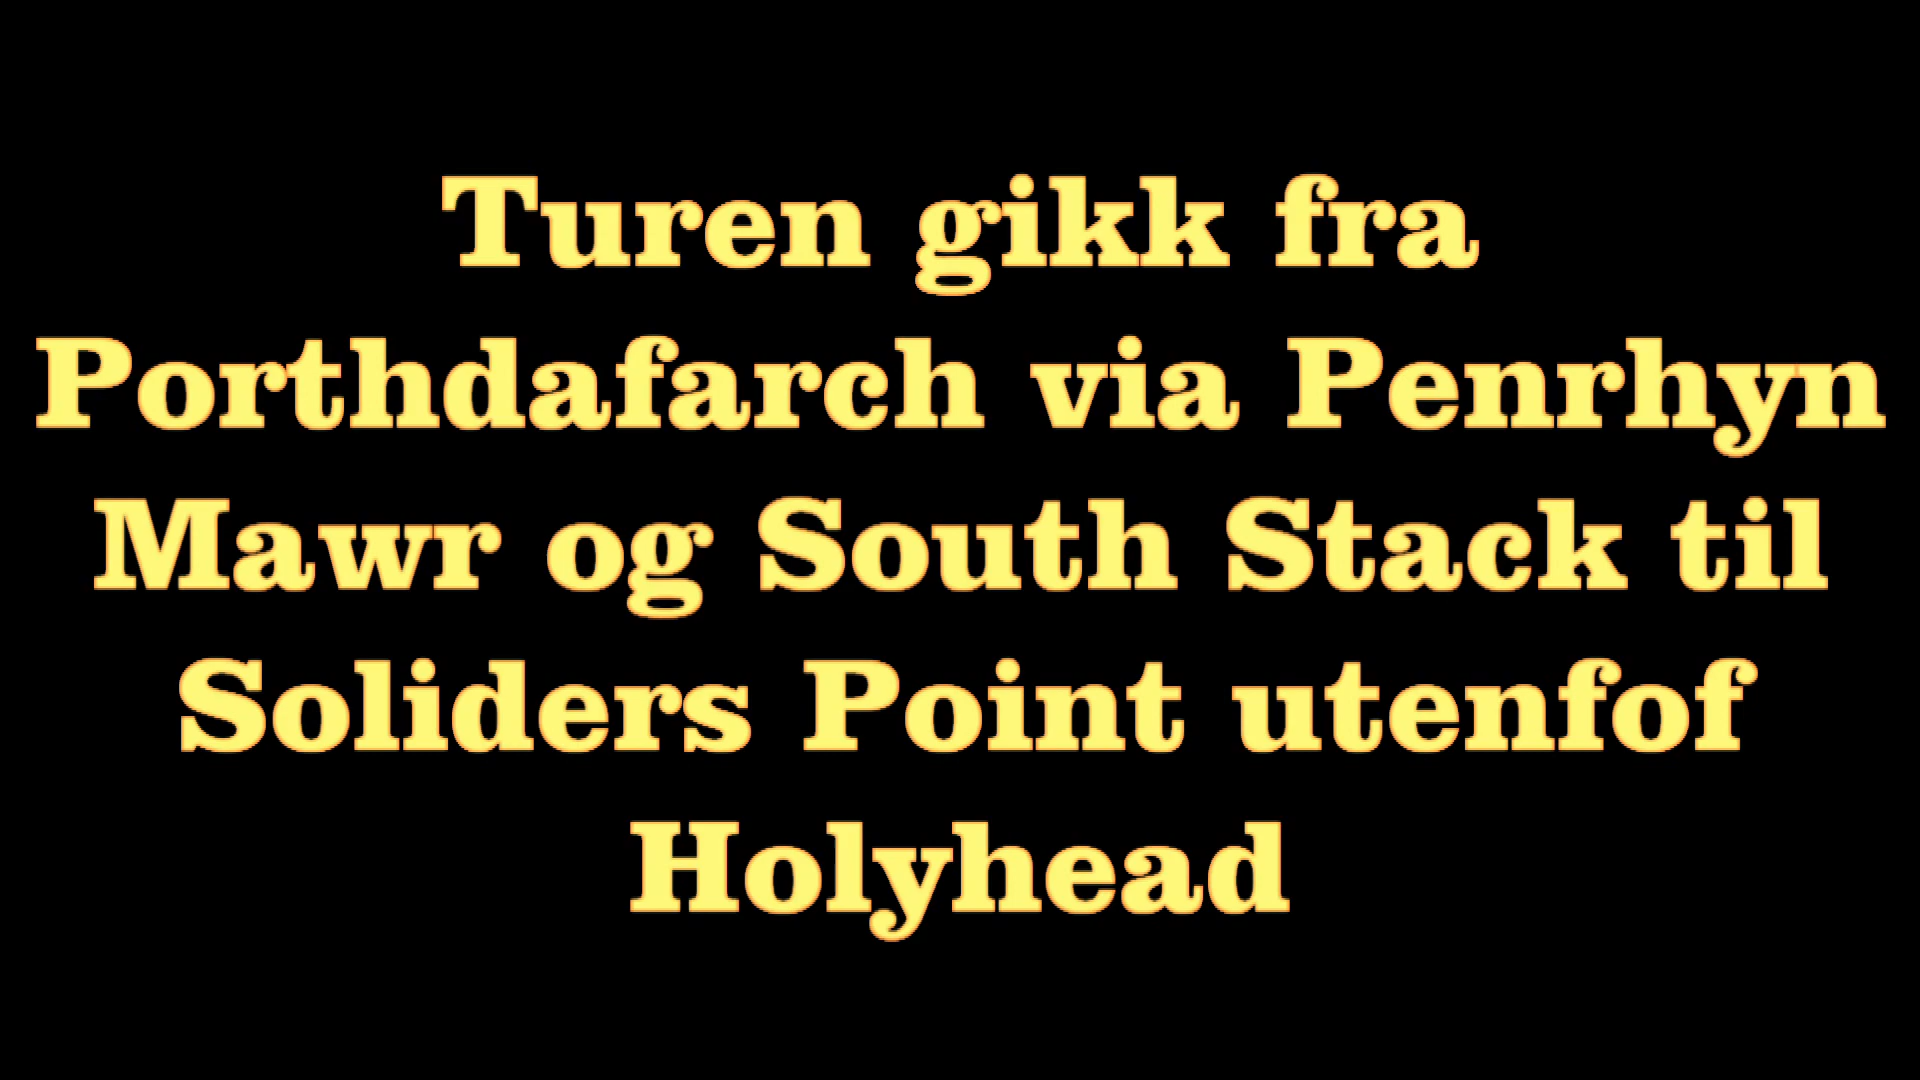 Turen gikk fra
Porthdafarch via Penrhyn
Mawr og South Stack til
Soliders Point utenfof
Holyhead